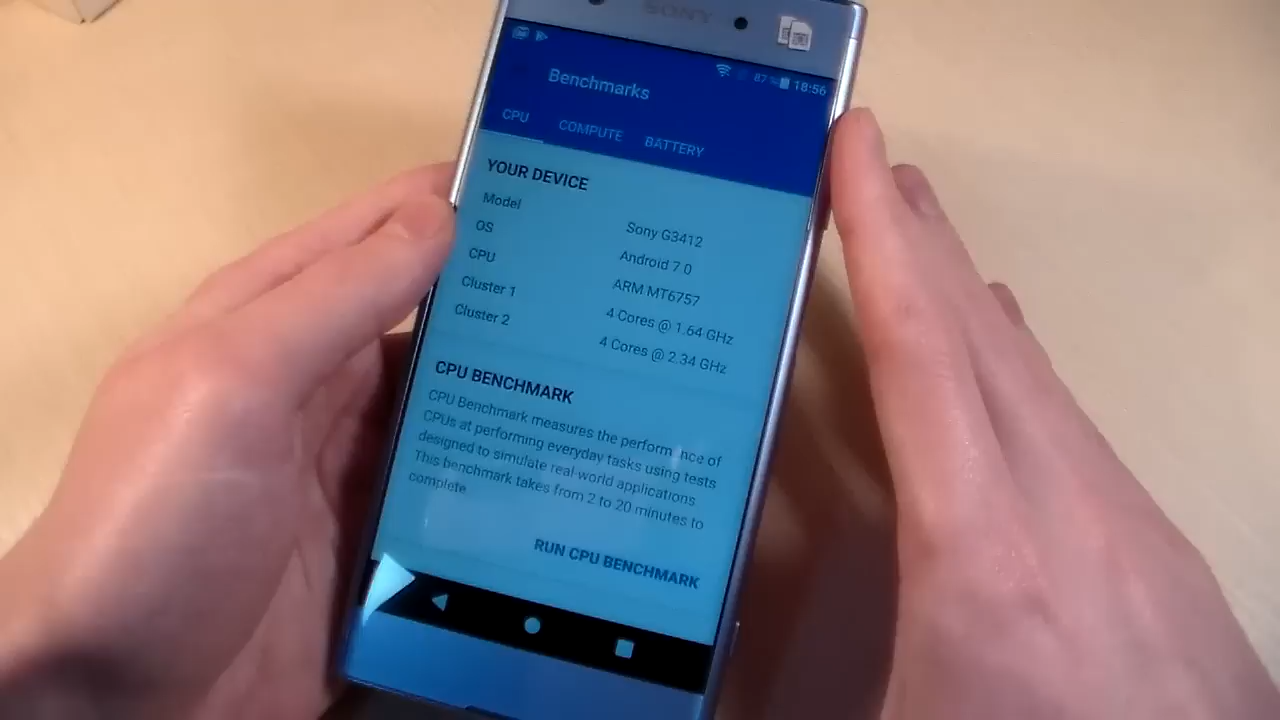 SONY
87% 18:56
Benchmarks
CPU COMPUTE BATTERY
YOUR DEVICE
Model Sony G3412
OS Android 7.0
CPU ARM MT6757
Cluster 1 4 Cores @ 1.64 GHz
Cluster 2 4 Cores @ 2.34 GHz
CPU BENCHMARK
CPU Benchmark measures the performance of
CPUs at performing everyday tasks using tests
designed to simulate real-world applications
This benchmark takes from 2 to 20 minutes to
complete
RUN CPU BENCHMARK